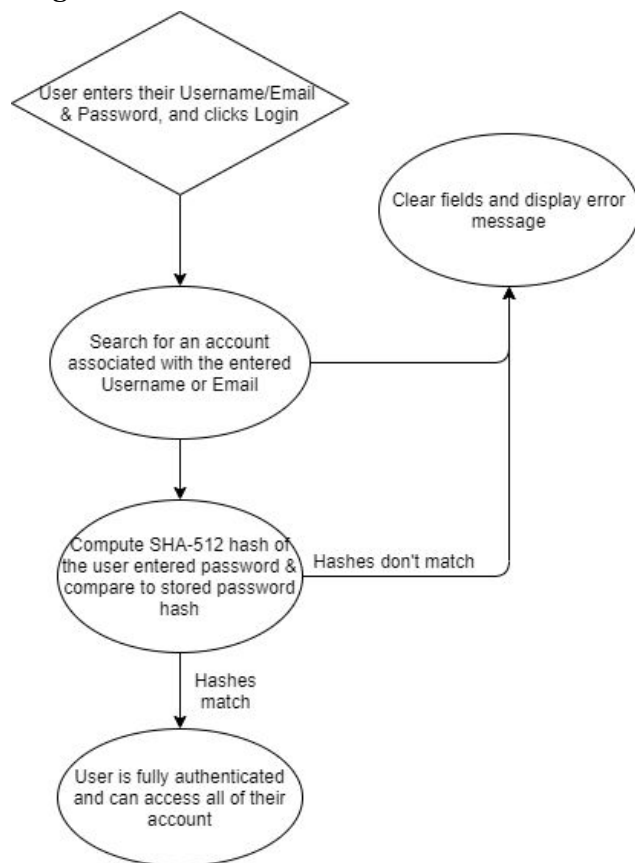 User enters their Username/Email
& Password, and clicks Login
Clear fields and display error
message
Search for an account
associated with the entered
Username or Email
Compute SHA-512 hash of
the user entered password &
compare to stored password
hash
Hashes don't match
Hashes
match
User is fully authenticated
and can access all of their
account